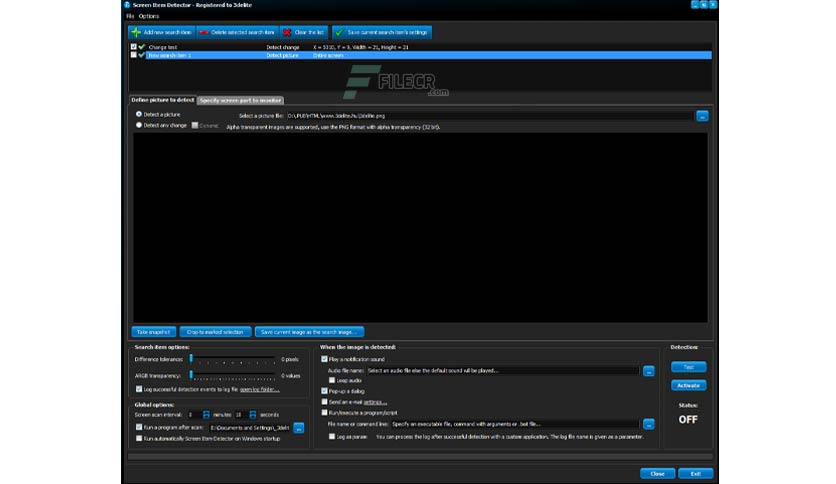 Screen Item Detector - Registered to 3delite
File Options
Add new search item Delete selected search item Clear the list Save current search item's settings
Change test Detect change Width = 21, Height = 21
New search item 1 Detect picture Entire screen
FILECR
.com
Define picture to detect Specify screen part to monitor
Detect a picture Select a picture file:
Detect any change
Alpha transparent images are supported, use the PNG format with alpha transparency (32 bit).
Take snapshot Crop to marked selection Save current image as the search image...
Search item options: When the image is detected: Detection:
Difference tolerance: 0 pixels Play a notification sound
Audio file name: Select an audio file else the default sound will be played... ... Test
ARGB transparency: 0 values Loop audio
Log successful detection events to log file open log folder... Pop-up a dialog Activate
Global options: Send an e-mail settings... Status:
Screen scan interval: 0 minutes 10 seconds Run/execute a program/script OFF
Run a program after scan: E:\Documents and Settings\_3delit ... File name or command line: Specify an executable file, command with arguments or .bat file... ...
Run automatically Screen Item Detector on Windows startup Log as param You can process the log after successful detection with a custom application. The log file name is given as a parameter.
Close Exit